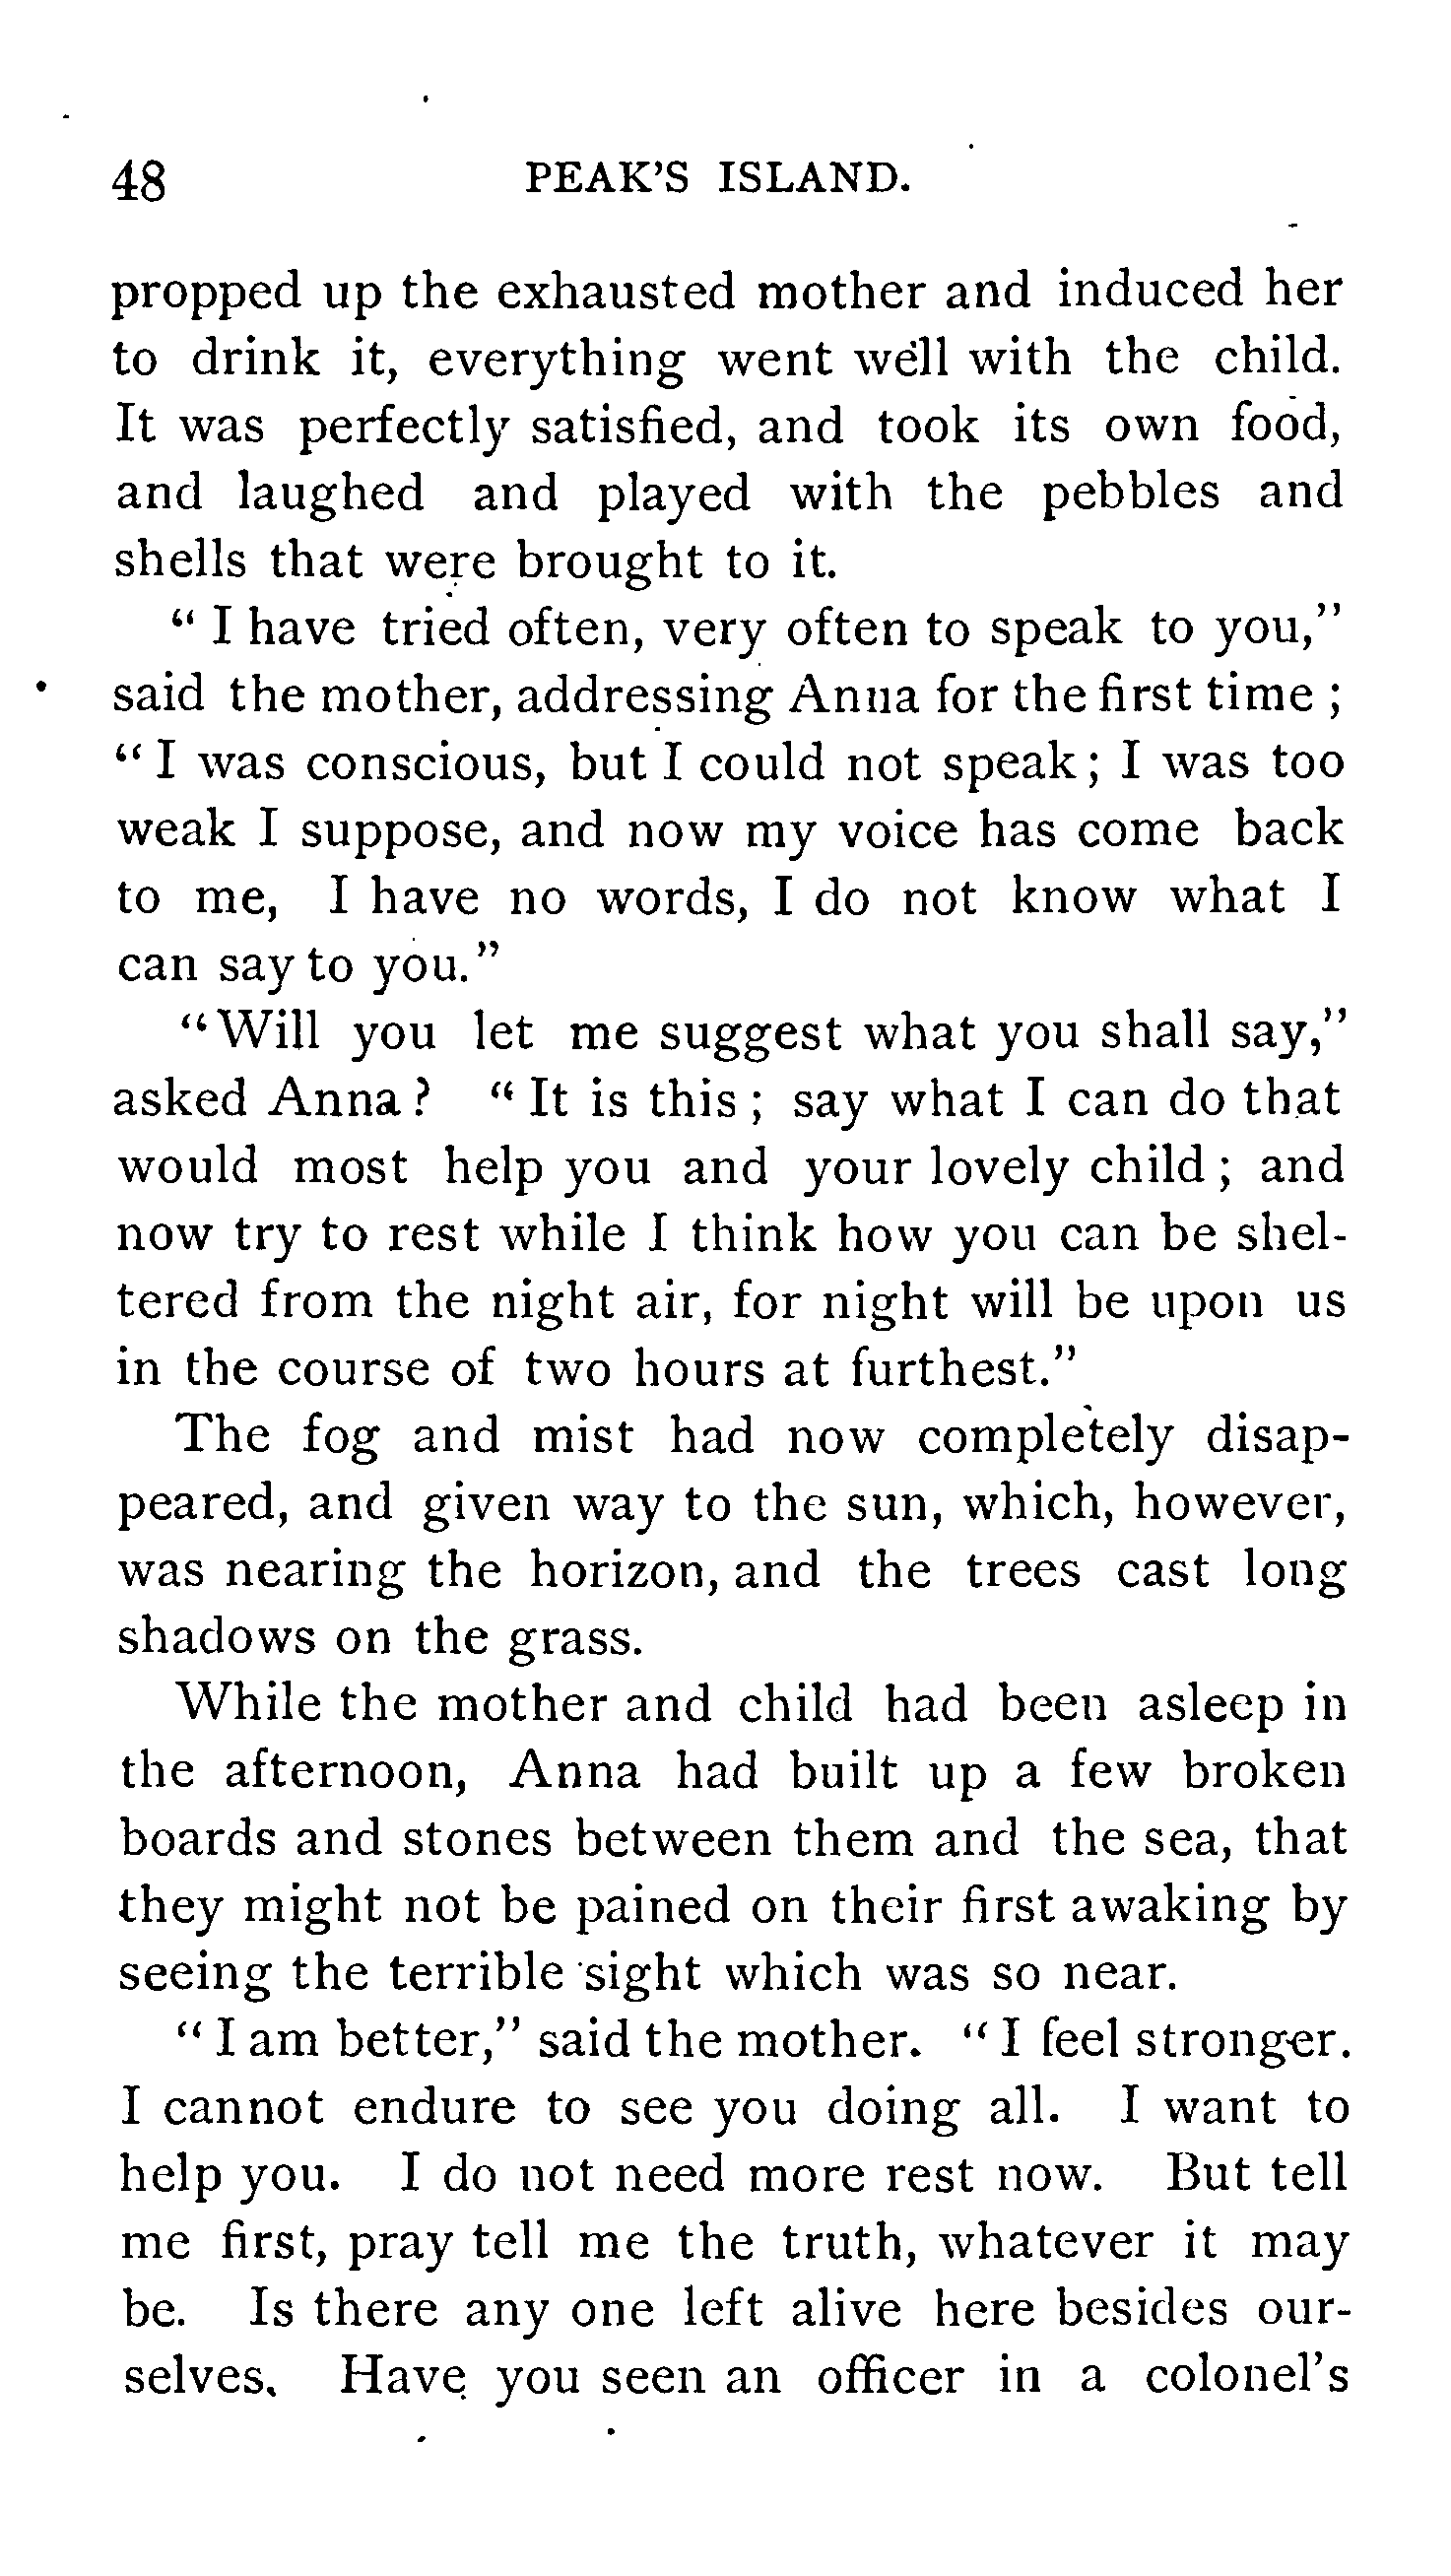 48 PEAK'S ISLAND.
propped up the exhausted mother and induced her
to drink it, everything went well with the child.
It was perfectly satisfied, and took its own food,
and laughed and played with the pebbles and
shells that were brought to it.
" I have tried often, very often to speak to you,"
said the mother, addressing Anna for the first time ;
" I was conscious, but I could not speak ; I was too
weak I suppose, and now my voice has come back
to me, I have no words, I do not know what I
can say to you."
"Will you let me suggest what you shall say,"
asked Anna ? " It is this ; say what I can do that
would most help you and your lovely child ; and
now try to rest while I think how you can be shel-
tered from the night air, for night will be upon us
in the course of two hours at furthest."
The fog and mist had now completely disap-
peared, and given way to the sun, which, however,
was nearing the horizon, and the trees cast long
shadows on the grass.
While the mother and child had been asleep in
the afternoon, Anna had built up a few broken
boards and stones between them and the sea, that
they might not be pained on their first awaking by
seeing the terrible sight which was so near.
" I am better," said the mother. " I feel stronger.
I cannot endure to see you doing all. I want to
help you. I do not need more rest now. But tell
me first, pray tell me the truth, whatever it may
be. Is there any one left alive here besides our-
selves. Have you seen an officer in a colonel's